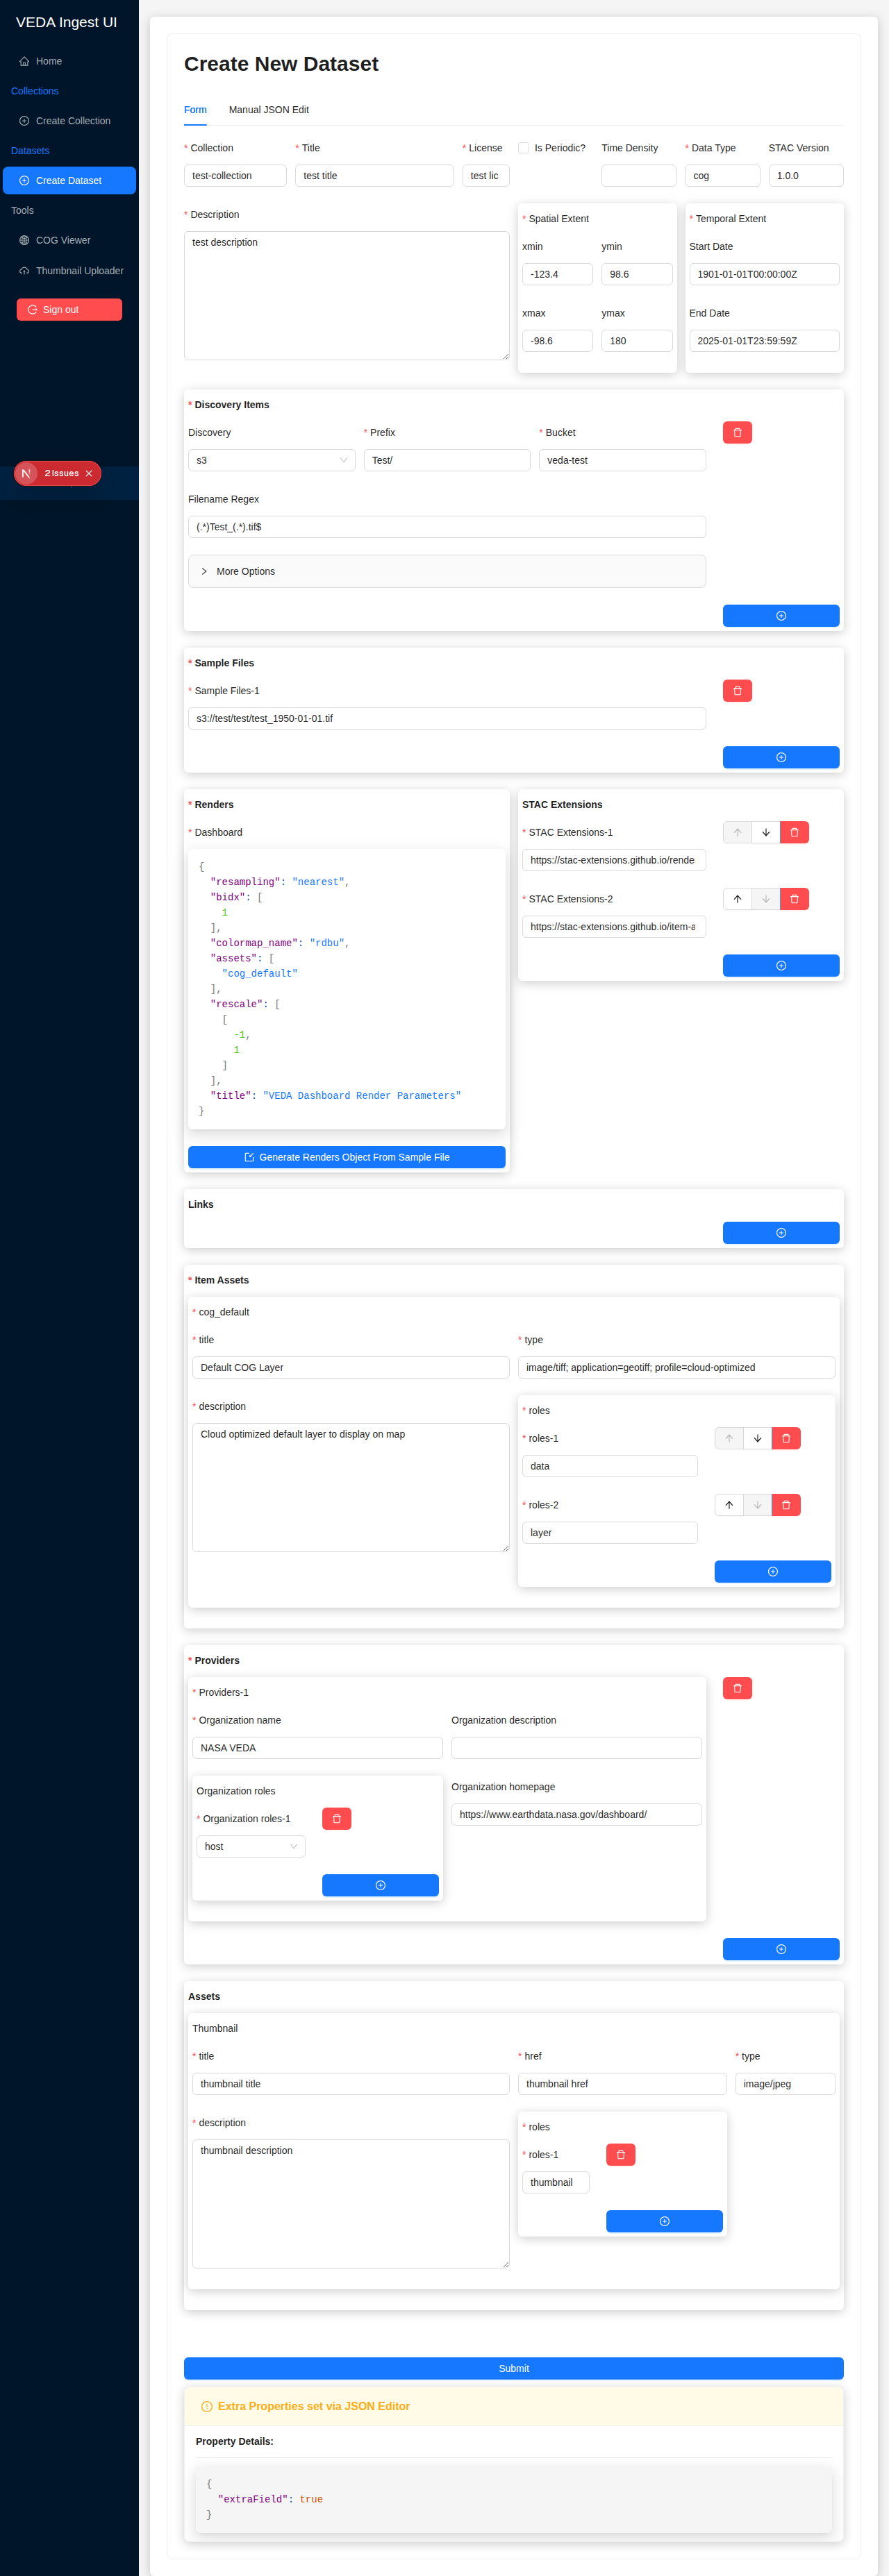 VEDA Ingest UI
Home
Collections
Create Collection
Datasets
Create Dataset
Tools
COG Viewer
Thumbnail Uploader
Sign out
2 Issues
Create New Dataset
Form Manual JSON Edit
* Collection * Title * License Is Periodic? Time Density * Data Type STAC Version
test-collection test title test lic cog 1.0.0
* Description
test description
* Spatial Extent
xmin ymin
-123.4 98.6
xmax ymax
-98.6 180
* Temporal Extent
Start Date
1901-01-01T00:00:00Z
End Date
2025-01-01T23:59:59Z
* Discovery Items
Discovery * Prefix * Bucket
s3 Test/ veda-test
Filename Regex
(.*)Test_(.*).tif$
More Options
* Sample Files
* Sample Files-1
s3://test/test/test_1950-01-01.tif
* Renders
* Dashboard
{
"resampling": "nearest",
"bidx": [
1
],
"colormap_name": "rdbu",
"assets": [
"cog_default"
],
"rescale": [
[
-1,
1
]
],
"title": "VEDA Dashboard Render Parameters"
}
Generate Renders Object From Sample File
STAC Extensions
* STAC Extensions-1
https://stac-extensions.github.io/rende
* STAC Extensions-2
https://stac-extensions.github.io/item-a
Links
* Item Assets
* cog_default
* title * type
Default COG Layer image/tiff; application=geotiff; profile=cloud-optimized
* description
Cloud optimized default layer to display on map
* roles
* roles-1
data
* roles-2
layer
* Providers
* Providers-1
* Organization name Organization description
NASA VEDA
Organization roles
* Organization roles-1
host
Organization homepage
https://www.earthdata.nasa.gov/dashboard/
Assets
Thumbnail
* title * href * type
thumbnail title thumbnail href image/jpeg
* description
thumbnail description
* roles
* roles-1
thumbnail
Submit
Extra Properties set via JSON Editor
Property Details:
{
"extraField": true
}